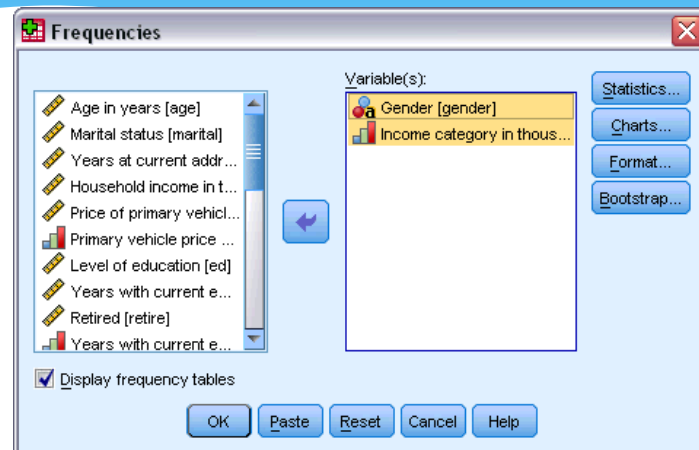 Frequencies
Age in years [age]
Marital status [marital]
Years at current addr...
Household income in t...
Price of primary vehicl...
Primary vehicle price ...
Level of education [ed]
Years with current e...
Retired [retire]
Years with current e...
Variable(s):
a Gender [gender]
Income category in thous...
Statistics...
Charts...
Format...
Bootstrap...
Display frequency tables
OK Paste Reset Cancel Help